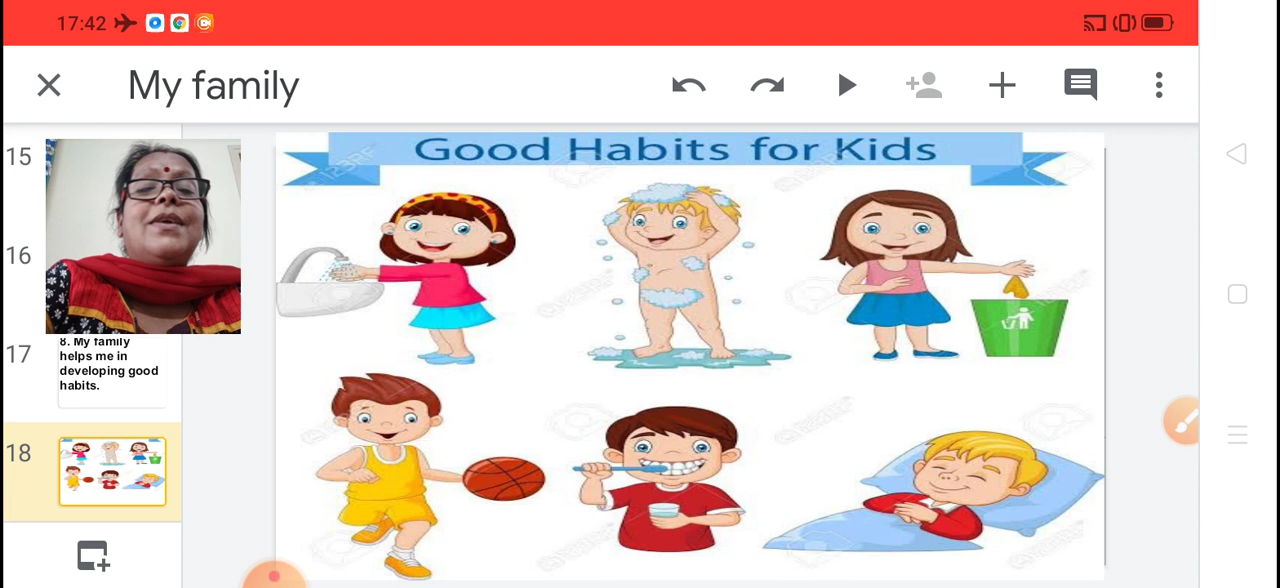 17:42
My family
15
16
17
8. My family
helps me in
developing good
habits.
18
Good Habits for Kids
123RF